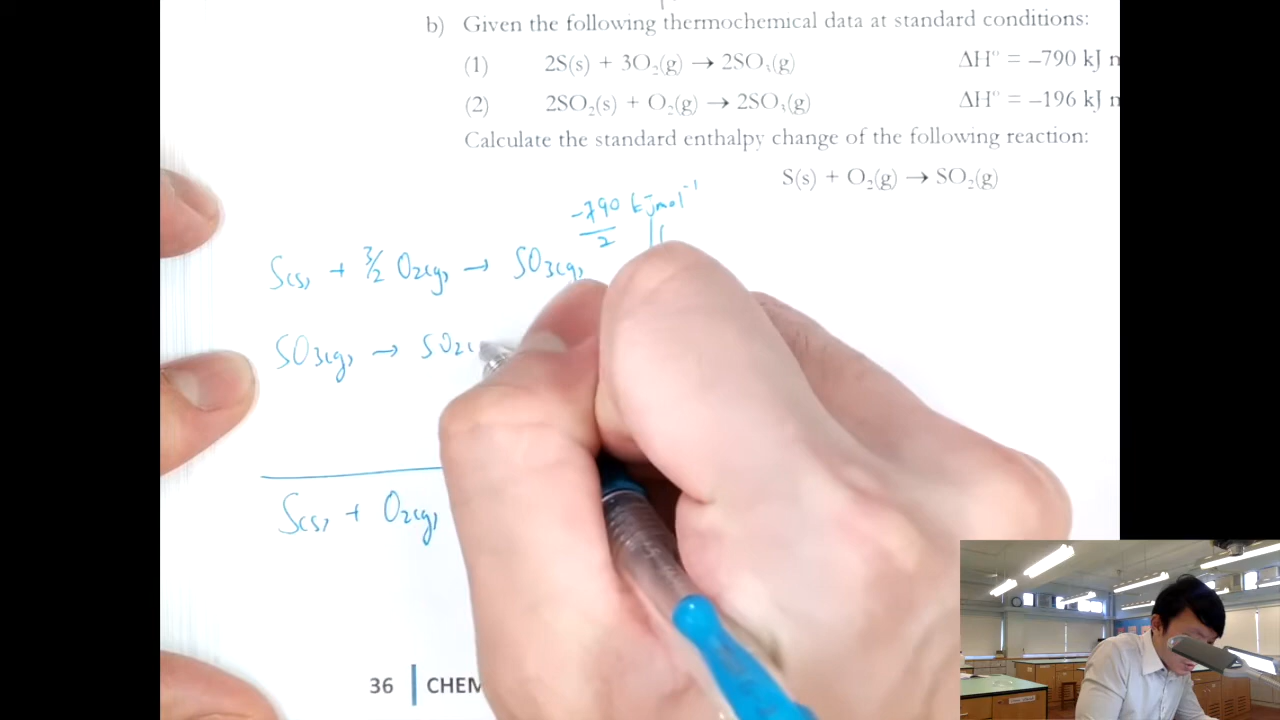 b) Given the following thermochemical data at standard conditions:
(1) 2S(s) + 3O₂(g) → 2SO₃(g) ΔH° = –790 kJ
(2) 2SO₂(s) + O₂(g) → 2SO₃(g) ΔH° = –196 kJ
Calculate the standard enthalpy change of the following reaction:
S(s) + O₂(g) → SO₂(g)
-790 kJmol⁻¹
2
S(s) + 3/2 O₂(g) → SO₃(g)
SO₃(g) → SO₂(
S(s) + O₂(g)
36 CHEM